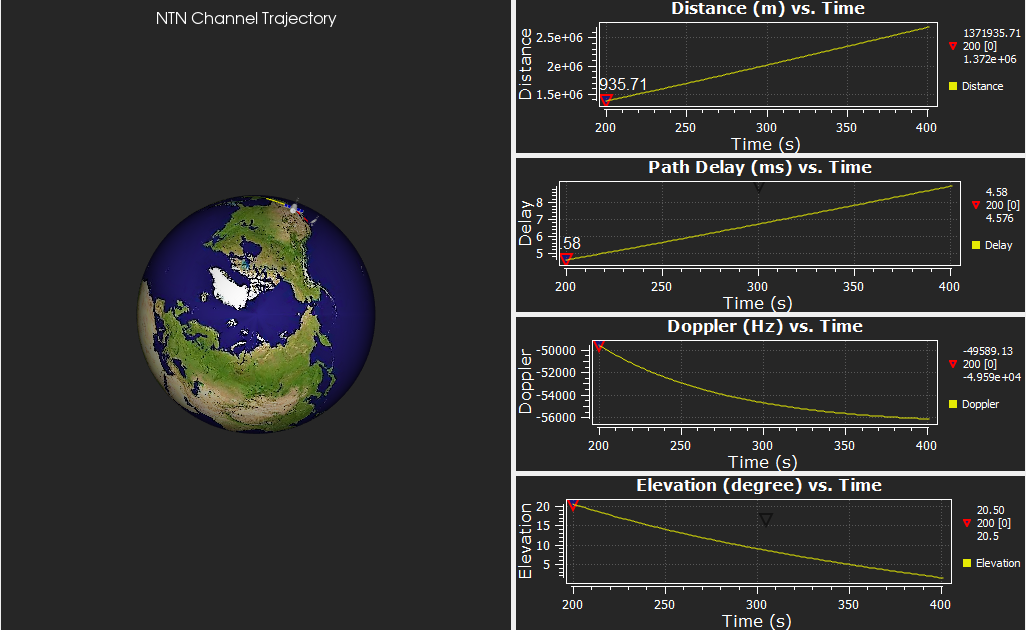 NTN Channel Trajectory
Distance (m) vs. Time
Distance
2.5e+06
2e+06
1.5e+06
935.71
200 250 300 350 400
Time (s)
1371935.71
200 [0]
1.372e+06
Distance
Path Delay (ms) vs. Time
Delay
8
7
6
5
.58
200 250 300 350 400
Time (s)
4.58
200 [0]
4.576
Delay
Doppler (Hz) vs. Time
Doppler
-50000
-52000
-54000
-56000
200 250 300 350 400
Time (s)
-49589.13
200 [0]
-4.959e+04
Doppler
Elevation (degree) vs. Time
Elevation
20
15
10
5
200 250 300 350 400
Time (s)
20.50
200 [0]
20.5
Elevation